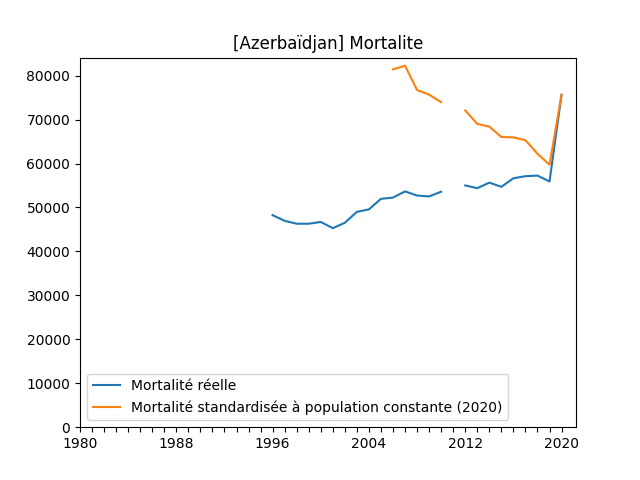 [Azerbaïdjan] Mortalite
80000
70000
60000
50000
40000
30000
20000
10000
0
Mortalité réelle
Mortalité standardisée à population constante (2020)
1980 1988 1996 2004 2012 2020